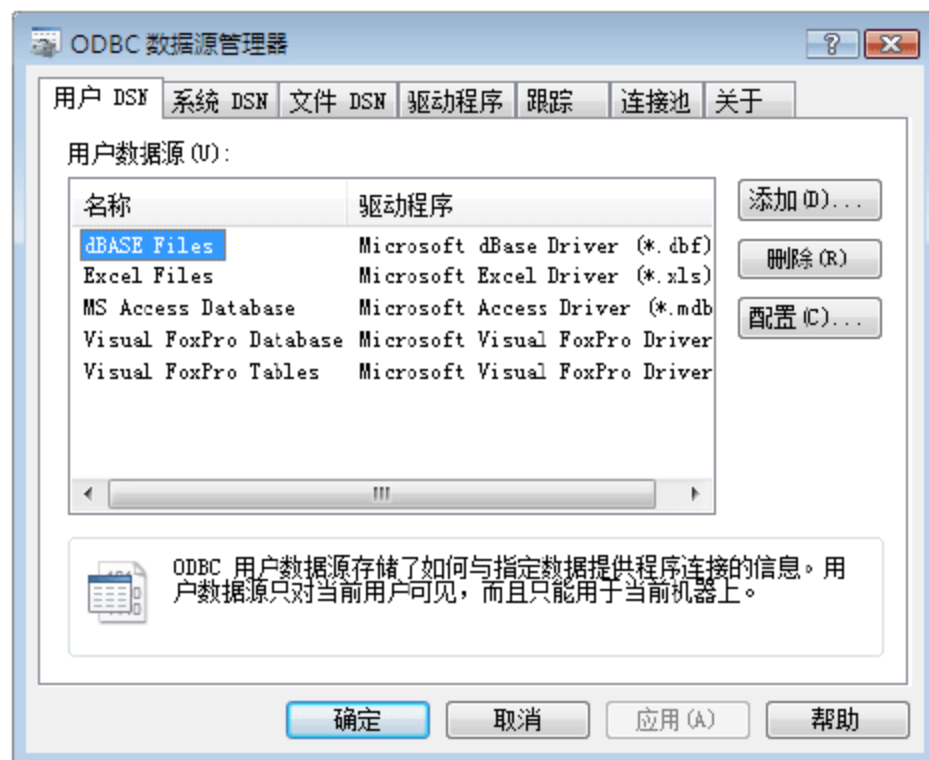 ODBC 数据源管理器
用户 DSN 系统 DSN 文件 DSN 驱动程序 跟踪 连接池 关于
用户数据源(U):
名称 驱动程序
添加(D)...
dBASE Files Microsoft dBase Driver (*.dbf)
删除(R)
Excel Files Microsoft Excel Driver (*.xls)
MS Access Database Microsoft Access Driver (*.mdb
配置(C)...
Visual FoxPro Database Microsoft Visual FoxPro Driver
Visual FoxPro Tables Microsoft Visual FoxPro Driver
ODBC 用户数据源存储了如何与指定数据提供程序连接的信息。用
户数据源只对当前用户可见，而且只能用于当前机器上。
确定 取消 应用(A) 帮助